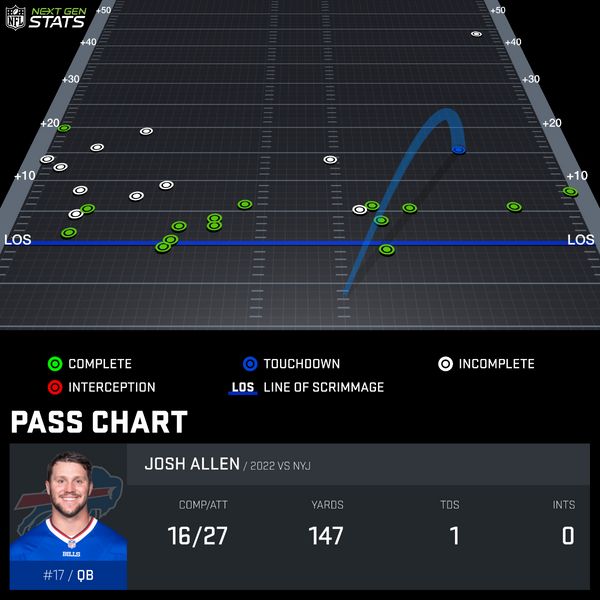 NFL NEXT GEN STATS
+50 +50
+40
+30 +30
+20 +20
+10 +10
LOS LOS
COMPLETE TOUCHDOWN INCOMPLETE
INTERCEPTION LOS LINE OF SCRIMMAGE
PASS CHART
JOSH ALLEN / 2022 VS NYJ
COMP/ATT YARDS TDS INTS
16/27 147 1 0
BILLS
#17 / QB